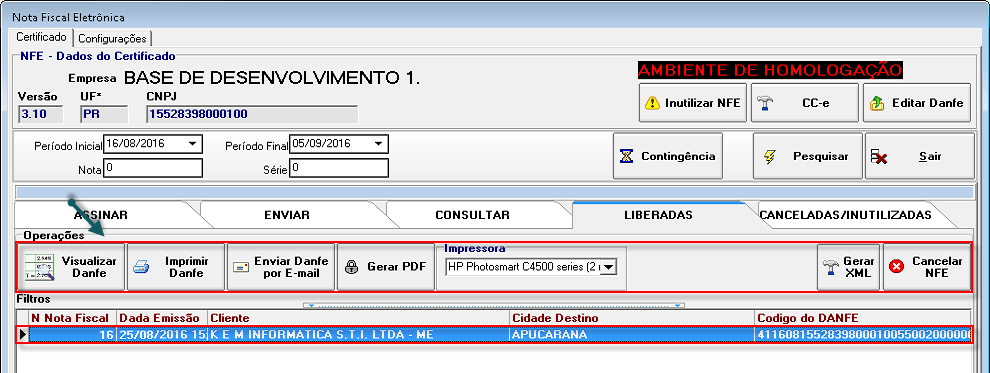 Nota Fiscal Eletrônica
Certificado Configurações
NFE - Dados do Certificado
Empresa BASE DE DESENVOLVIMENTO 1.
AMBIENTE DE HOMOLOGAÇÃO
Versão UF* CNPJ
3.10 PR 15528398000100
Inutilizar NFE CC-e Editar Danfe
Período Inicial 16/08/2016 Período Final 05/09/2016
Nota 0 Série 0
Contingência Pesquisar Sair
ASSINAR ENVIAR CONSULTAR LIBERADAS CANCELADAS/INUTILIZADAS
Operações
Visualizar Danfe
Imprimir Danfe
Enviar Danfe por E-mail
Gerar PDF
Impressora
HP Photosmart C4500 series (2
Gerar XML
Cancelar NFE
Filtros
N Nota Fiscal Dada Emissão Cliente Cidade Destino Codigo do DANFE
16 25/08/2016 15: K E M INFORMÁTICA S.T.I. LTDA - ME APUCARANA 4116081552839800010055002000000